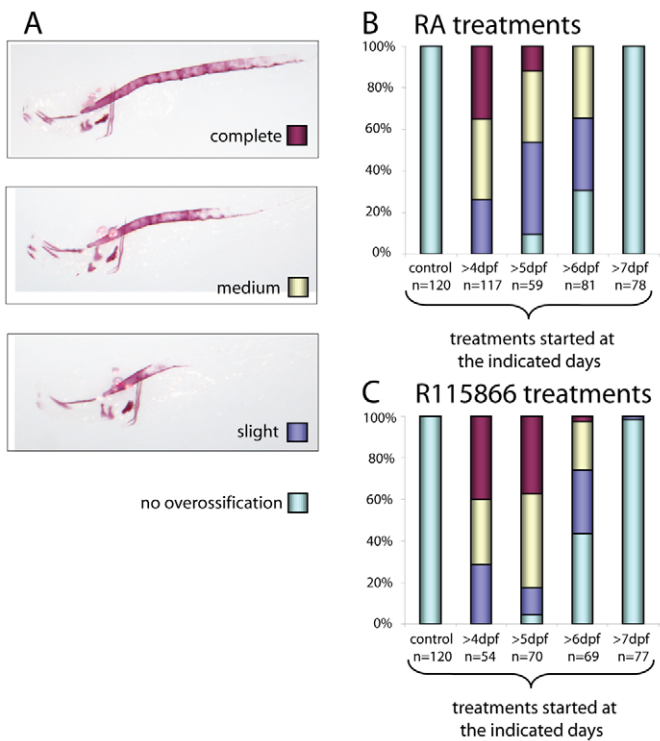 A
complete
medium
slight
no overossification
B RA treatments
100%
80%
60%
40%
20%
0%
control >4dpf >5dpf >6dpf >7dpf
n=120 n=117 n=59 n=81 n=78
treatments started at
the indicated days
C R115866 treatments
100%
80%
60%
40%
20%
0%
control >4dpf >5dpf >6dpf >7dpf
n=120 n=54 n=70 n=69 n=77
treatments started at
the indicated days